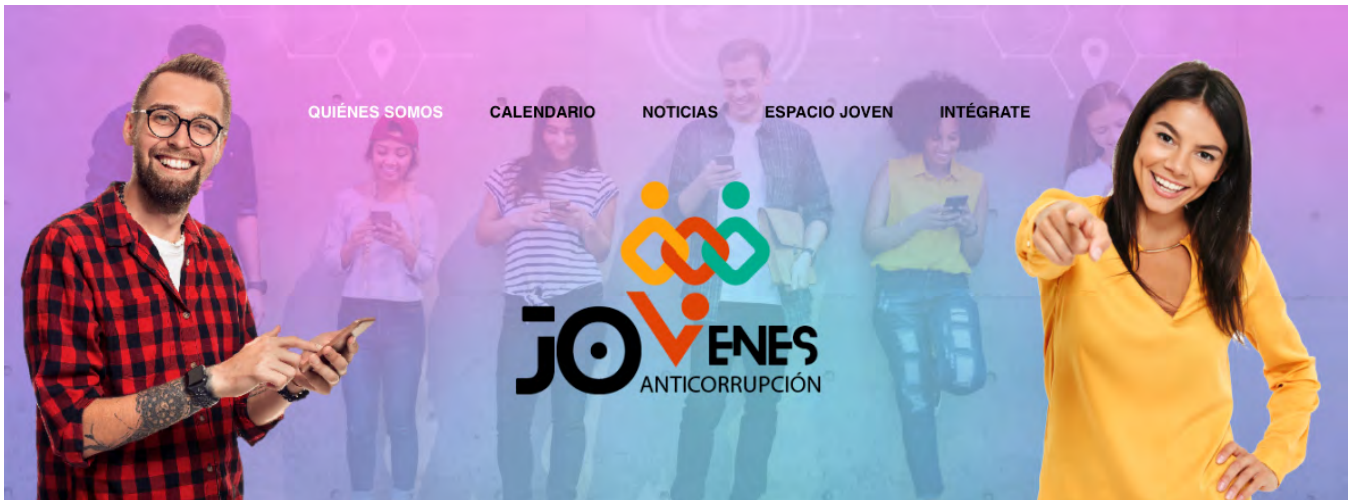 QUIÉNES SOMOS CALENDARIO NOTICIAS ESPACIO JOVEN INTÉGRATE
JOVENES
ANTICORRUPCIÓN